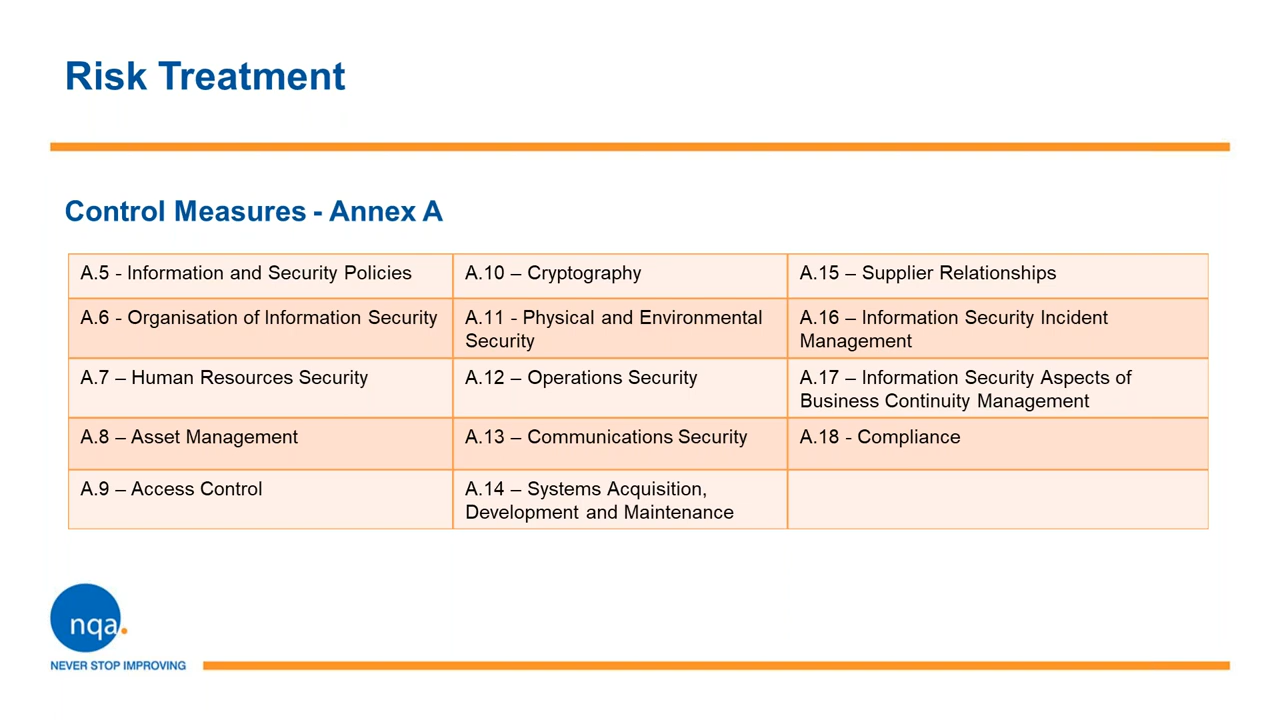 Risk Treatment
Control Measures - Annex A
A.5 - Information and Security Policies
A.10 – Cryptography
A.15 – Supplier Relationships
A.6 - Organisation of Information Security
A.11 - Physical and Environmental
Security
A.16 – Information Security Incident
Management
A.7 – Human Resources Security
A.12 – Operations Security
A.17 – Information Security Aspects of
Business Continuity Management
A.8 – Asset Management
A.13 – Communications Security
A.18 - Compliance
A.9 – Access Control
A.14 – Systems Acquisition,
Development and Maintenance
nqa.
NEVER STOP IMPROVING